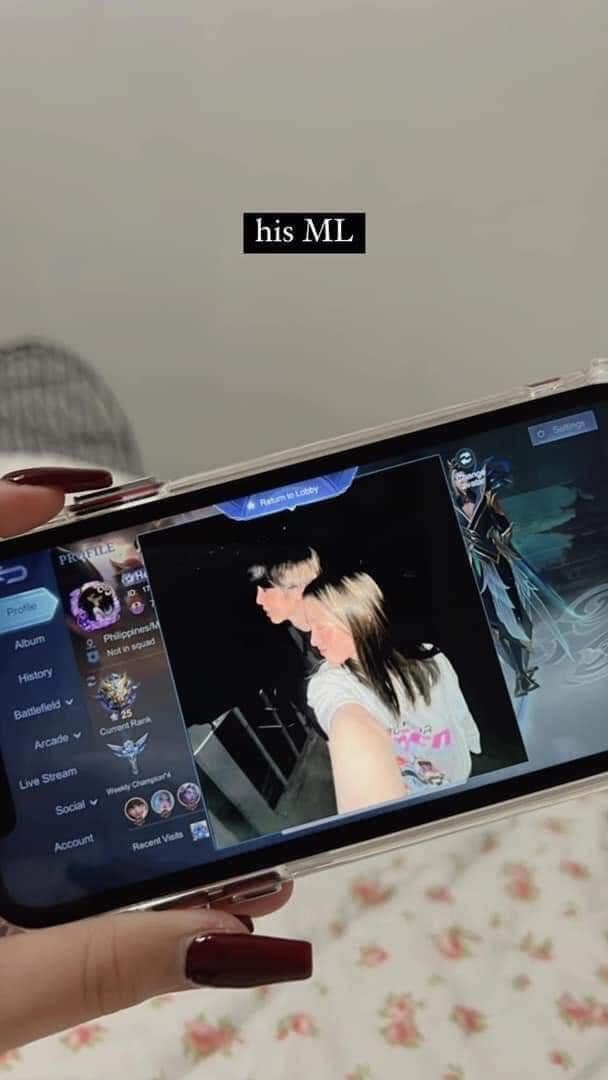 his ML
Settings
Return to Lobby
PROFILE
Profile
Album
History
Battlefield
Arcade
Live Stream
Social
Account
Philippines/M
Not in squad
25
Current Rank
Weekly Champion*4
Recent Visits